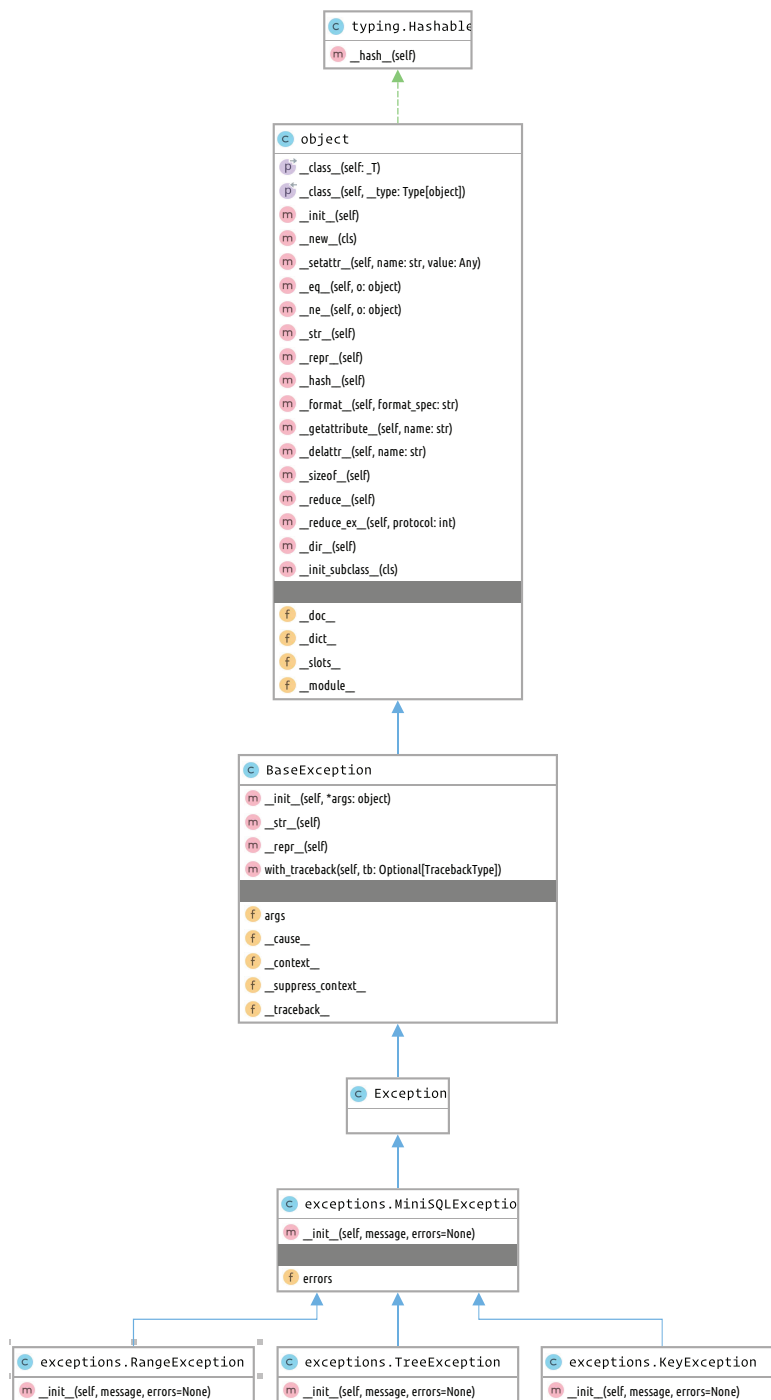 C typing.Hashable
m __hash__(self)
C object
p __class__(self: _T)
p __class__(self, __type: Type[object])
m __init__(self)
m __new__(cls)
m __setattr__(self, name: str, value: Any)
m __eq__(self, o: object)
m __ne__(self, o: object)
m __str__(self)
m __repr__(self)
m __hash__(self)
m __format__(self, format_spec: str)
m __getattribute__(self, name: str)
m __delattr__(self, name: str)
m __sizeof__(self)
m __reduce__(self)
m __reduce_ex__(self, protocol: int)
m __dir__(self)
m __init_subclass__(cls)
f __doc__
f __dict__
f __slots__
f __module__
C BaseException
m __init__(self, *args: object)
m __str__(self)
m __repr__(self)
m with_traceback(self, tb: Optional[TracebackType])
f args
f __cause__
f __context__
f __suppress_context__
f __traceback__
C Exception
C exceptions.MiniSQLExceptio
m __init__(self, message, errors=None)
f errors
C exceptions.RangeException
m __init__(self, message, errors=None)
C exceptions.TreeException
m __init__(self, message, errors=None)
C exceptions.KeyException
m __init__(self, message, errors=None)